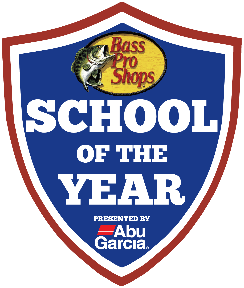 Bass
Pro
Shops
SCHOOL
OF THE
YEAR
PRESENTED BY
Abu
Garcia